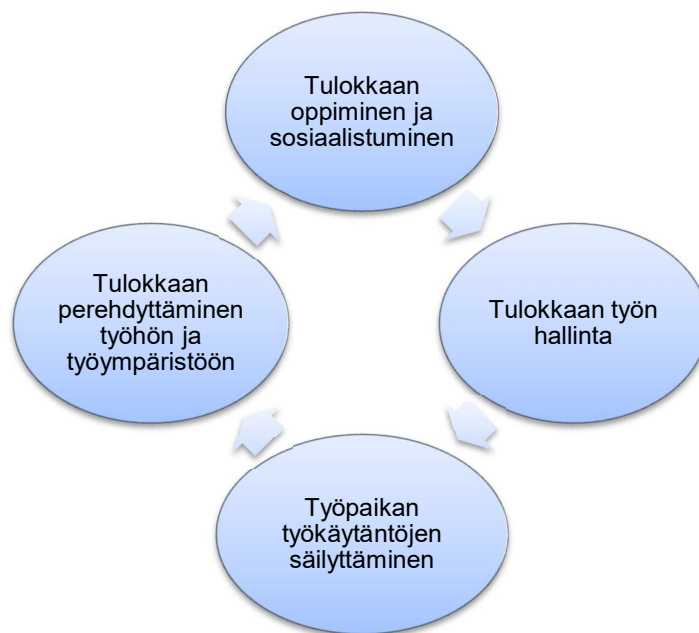 Tulokkaan
oppiminen ja
sosiaalistuminen
Tulokkaan
perehdyttäminen
työhön ja
työympäristöön
Tulokkaan työn
hallinta
Työpaikan
työkäytäntöjen
säilyttäminen